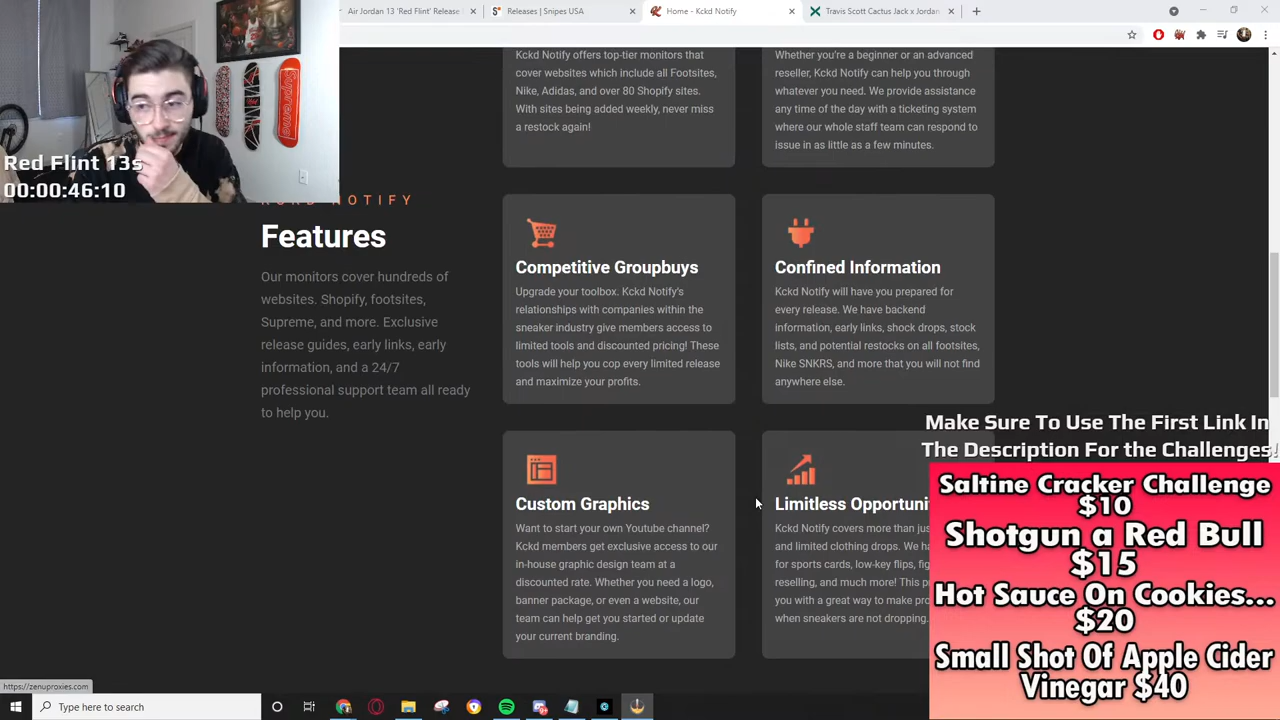 Air Jordan 13 'Red Flint' Release
Releases | Snipes USA
Home - Kckd Notify
Travis Scott Cactus Jack x Jordan
Red Flint 13s
00:00:46:10
NOTIFY
Features
Our monitors cover hundreds of
websites. Shopify, footsites,
Supreme, and more. Exclusive
release guides, early links, early
information, and a 24/7
professional support team all ready
to help you.
Kckd Notify offers top-tier monitors that
cover websites which include all Footsites,
Nike, Adidas, and over 80 Shopify sites.
With sites being added weekly, never miss
a restock again!
Whether you're a beginner or an advanced
reseller, Kckd Notify can help you through
whatever you need. We provide assistance
any time of the day with a ticketing system
where our whole staff team can respond to
issue in as little as a few minutes.
Competitive Groupbuys
Upgrade your toolbox. Kckd Notify's
relationships with companies within the
sneaker industry give members access to
limited tools and discounted pricing! These
tools will help you cop every limited release
and maximize your profits.
Confined Information
Kckd Notify will have you prepared for
every release. We have backend
information, early links, shock drops, stock
lists, and potential restocks on all footsites,
Nike SNKRS, and more that you will not find
anywhere else.
Custom Graphics
Want to start your own Youtube channel?
Kckd members get exclusive access to our
in-house graphic design team at a
discounted rate. Whether you need a logo,
banner package, or even a website, our
team can help get you started or update
your current branding.
Limitless Opportuni
Kckd Notify covers more than jus
and limited clothing drops. We ha
for sports cards, low-key flips, fig
reselling, and much more! This pr
you with a great way to make pro
when sneakers are not dropping.
Make Sure To Use The First Link In
The Description For the Challenges!
Saltine Cracker Challenge
$10
Shotgun a Red Bull
$15
Hot Sauce On Cookies...
$20
Small Shot Of Apple Cider
Vinegar $40
https://zenuproxies.com
Type here to search
Supreme